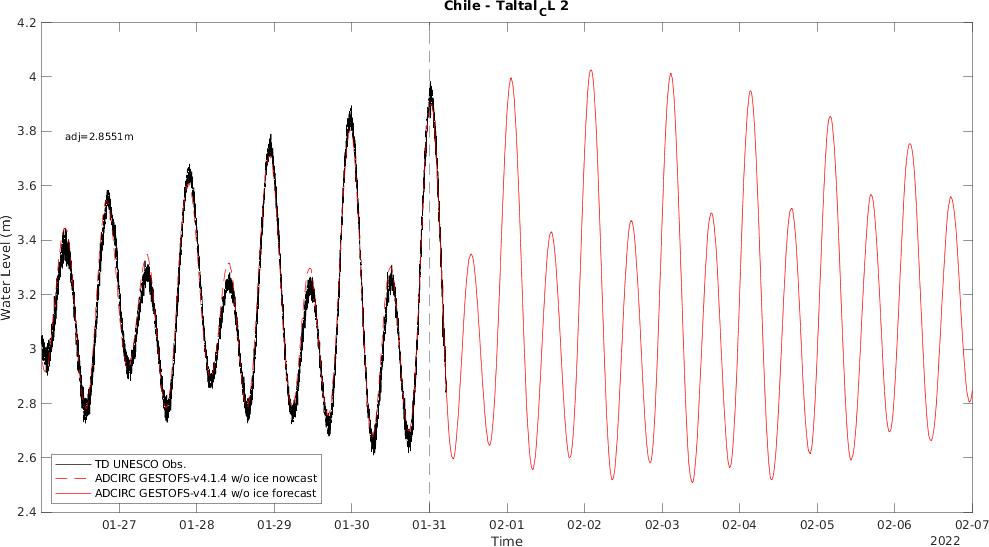 Chile - Taltal_CL 2
4.2
4
3.8
3.6
3.4
3.2
3
2.8
2.6
2.4
Water Level (m)
adj=2.8551m
TD UNESCO Obs.
ADCIRC GESTOFS-v4.1.4 w/o ice nowcast
ADCIRC GESTOFS-v4.1.4 w/o ice forecast
01-27 01-28 01-29 01-30 01-31 02-01 02-02 02-03 02-04 02-05 02-06 02-07
Time
2022